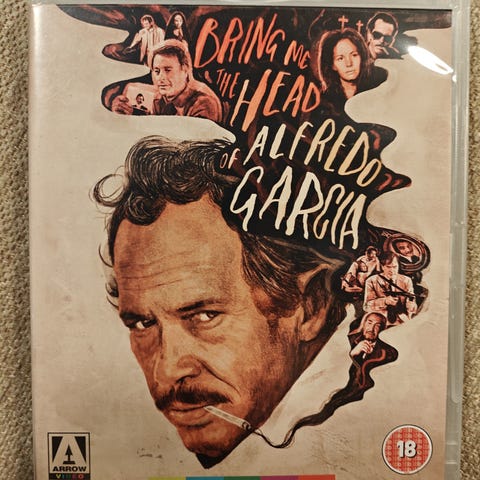 BRING ME
THE HEAD
OF ALFREDO
GARCIA
ARROW
VIDEO
18